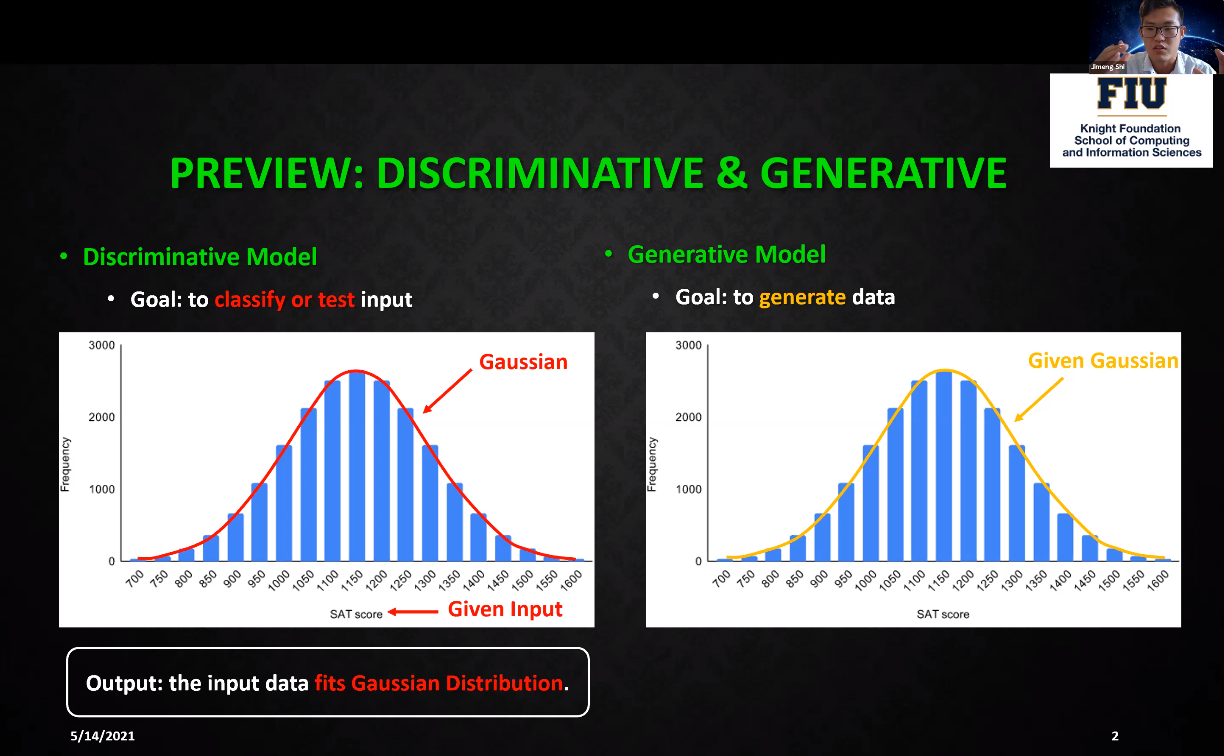 Jimeng Shi
FIU
Knight Foundation
School of Computing
and Information Sciences
PREVIEW: DISCRIMINATIVE & GENERATIVE
• Discriminative Model
• Goal: to classify or test input
3000
2000
1000
0
Frequency
Gaussian
700 750 800 850 900 950 1000 1050 1100 1150 1200 1250 1300 1350 1400 1450 1500 1550 1600
SAT score
Given Input
Output: the input data fits Gaussian Distribution.
• Generative Model
• Goal: to generate data
3000
2000
1000
0
Frequency
Given Gaussian
700 750 800 850 900 950 1000 1050 1100 1150 1200 1250 1300 1350 1400 1450 1500 1550 1600
SAT score
5/14/2021
2